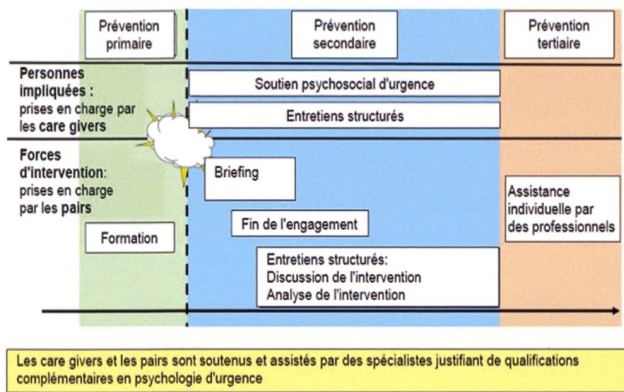 Prévention
primaire
Prévention
secondaire
Prévention
tertiaire
Personnes
impliquées :
prises en charge par
les care givers
Soutien psychosocial d'urgence
Entretiens structurés
Forces
d'intervention:
prises en charge
par les pairs
Briefing
Formation
Fin de l'engagement
Entretiens structurés:
Discussion de l'intervention
Analyse de l'intervention
Assistance
individuelle par
des professionnels
Les care givers et les pairs sont soutenus et assistés par des spécialistes justifiant de qualifications
complémentaires en psychologie d'urgence